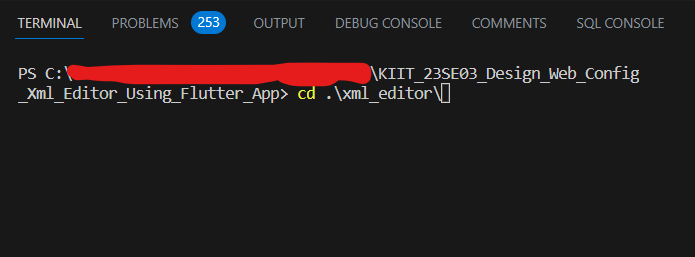 TERMINAL PROBLEMS 253 OUTPUT DEBUG CONSOLE COMMENTS SQL CONSOLE
PS C:\ \KIIT_23SE03_Design_Web_Config
_Xml_Editor_Using_Flutter_App> cd .\xml_editor\